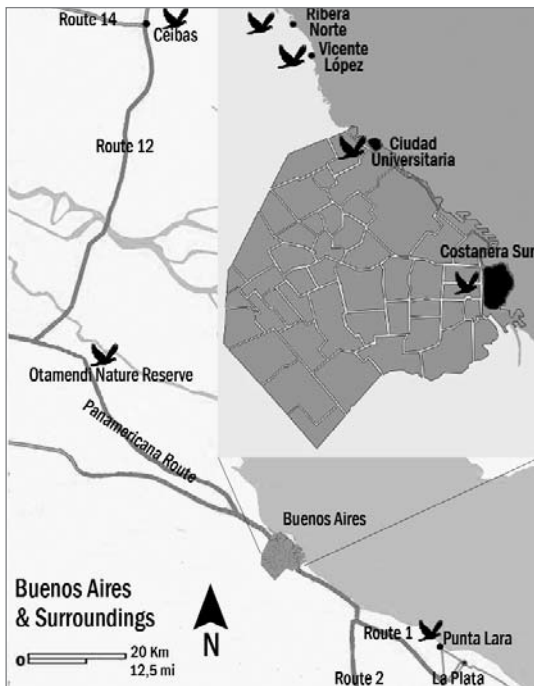 Route 14
Ceibas
Ribera
Norte
Vicente
López
Route 12
Ciudad
Universitaria
Costanera Sur
Otamendi Nature Reserve
Panamericana Route
Buenos Aires
Buenos Aires
& Surroundings
N
0
20 Km
12,5 mi
Route 1
Punta Lara
Route 2
La Plata